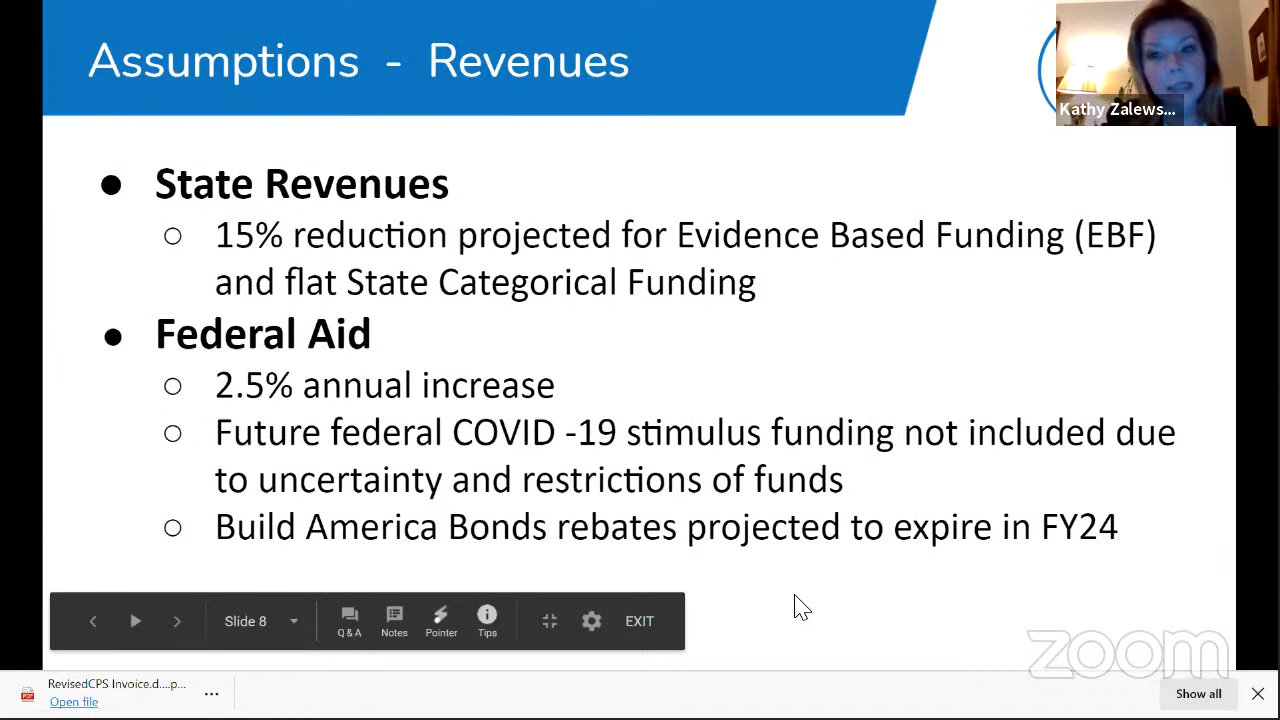 Assumptions - Revenues
Kathy Zalews...
● State Revenues
○ 15% reduction projected for Evidence Based Funding (EBF)
and flat State Categorical Funding
● Federal Aid
○ 2.5% annual increase
○ Future federal COVID -19 stimulus funding not included due
to uncertainty and restrictions of funds
○ Build America Bonds rebates projected to expire in FY24
Slide 8
Q & A
Notes
Pointer
Tips
EXIT
zoom
PDF
RevisedCPS Invoice.d....p...
Open file
Show all